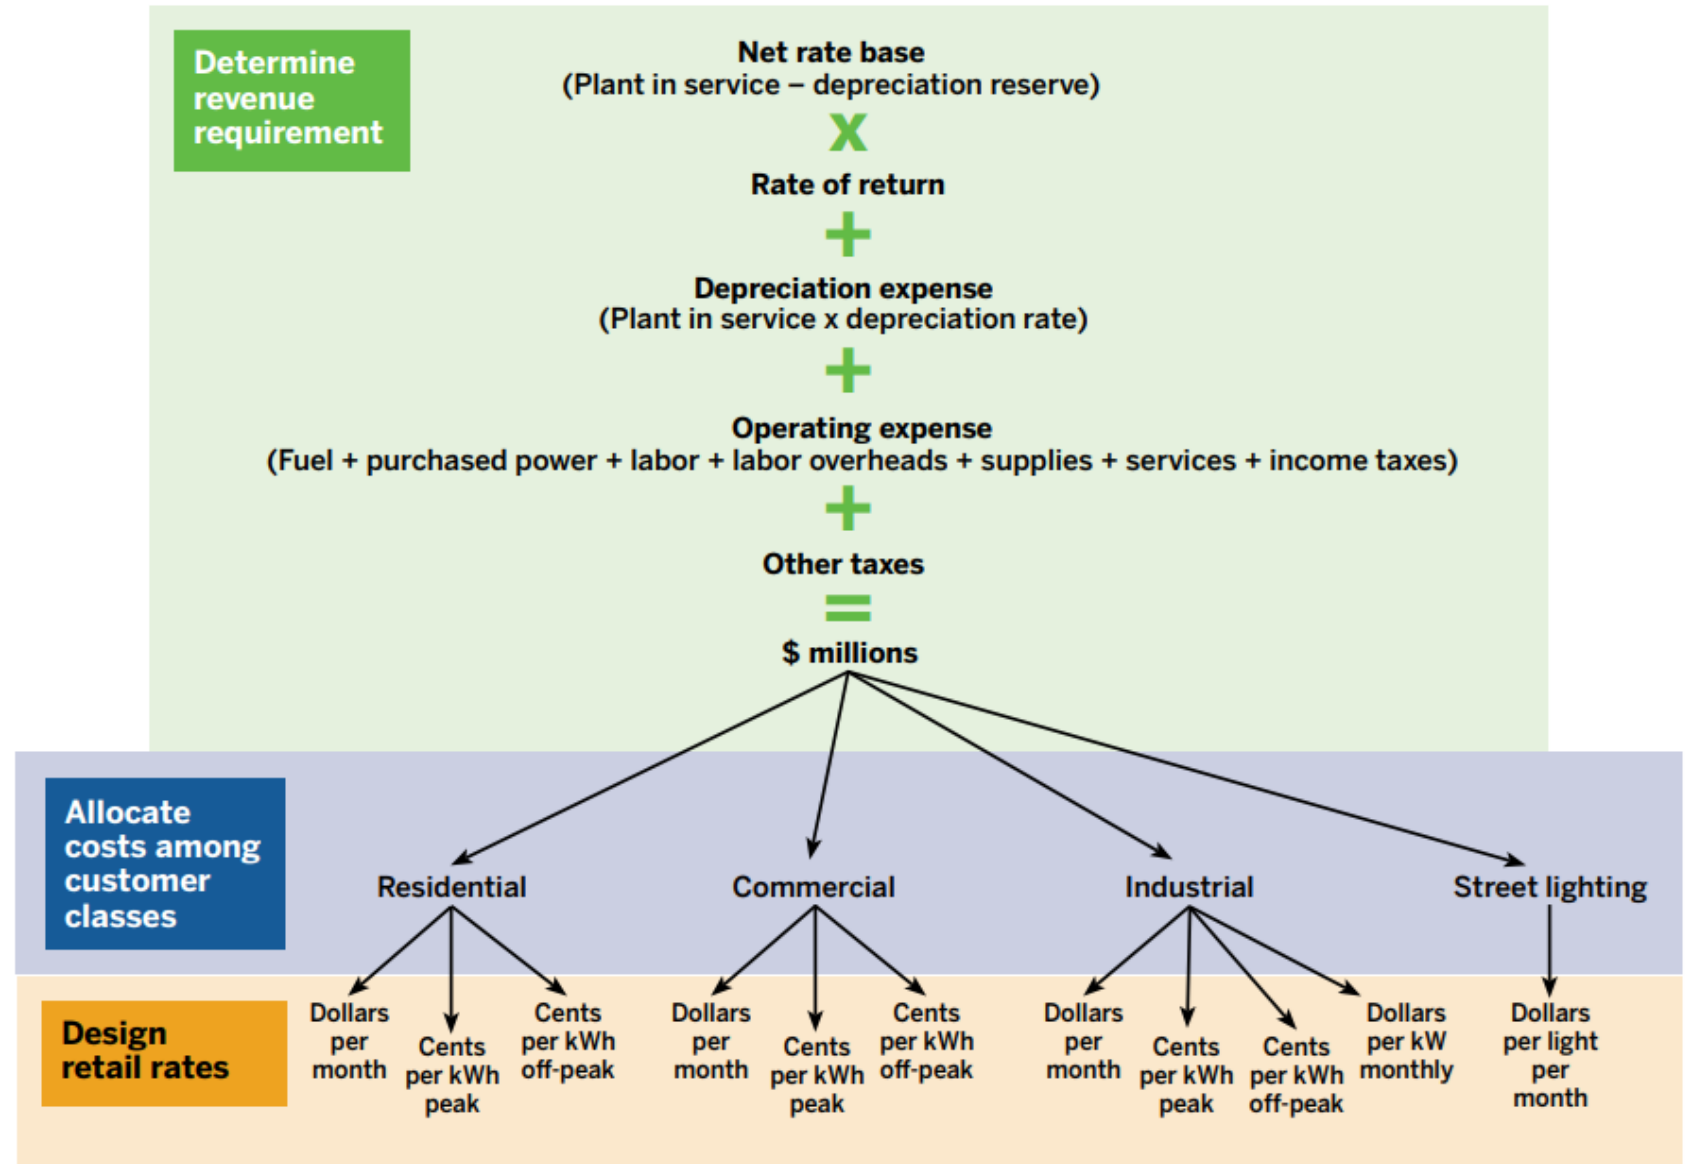 Determine
revenue
requirement
Net rate base
(Plant in service – depreciation reserve)
x
Rate of return
+
Depreciation expense
(Plant in service x depreciation rate)
+
Operating expense
(Fuel + purchased power + labor + labor overheads + supplies + services + income taxes)
+
Other taxes
=
$ millions
Allocate
costs among
customer
classes
Residential
Commercial
Industrial
Street lighting
Design
retail rates
Dollars
per
month
Cents
per kWh
peak
Cents
per kWh
off-peak
Dollars
per
month
Cents
per kWh
peak
Cents
per kWh
off-peak
Dollars
per
month
Cents
per kWh
peak
Cents
per kWh
off-peak
Dollars
per kW
monthly
Dollars
per light
per
month